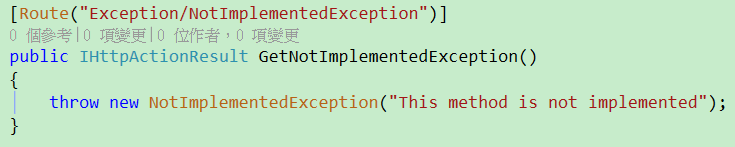 [Route("Exception/NotImplementedException")]
0 個參考|0 項變更|0 位作者，0 項變更
public IHttpActionResult GetNotImplementedException()
{
    throw new NotImplementedException("This method is not implemented");
}